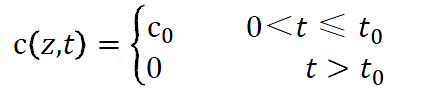 c(z,t) = { c₀ 0<t ⩽ t₀
0 t > t₀